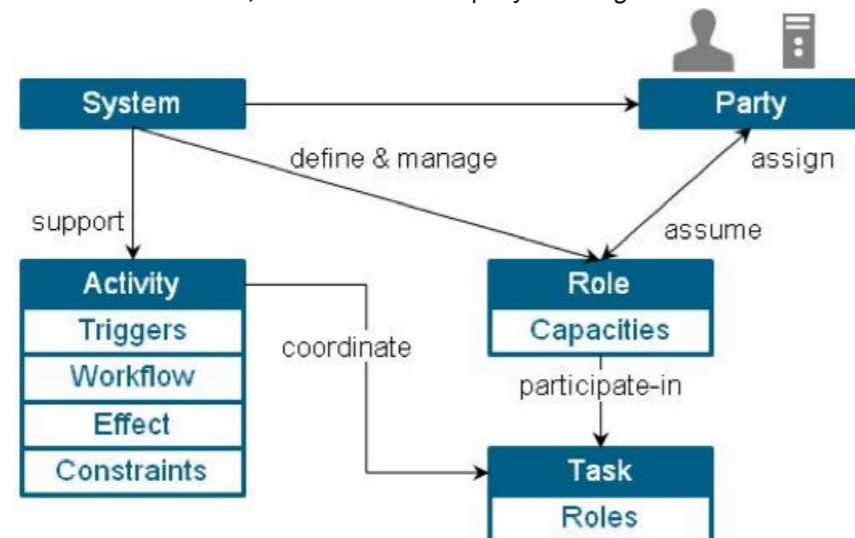 System
Party
define & manage
assign
support
assume
Activity
Role
Triggers
Capacities
coordinate
Workflow
participate-in
Effect
Constraints
Task
Roles